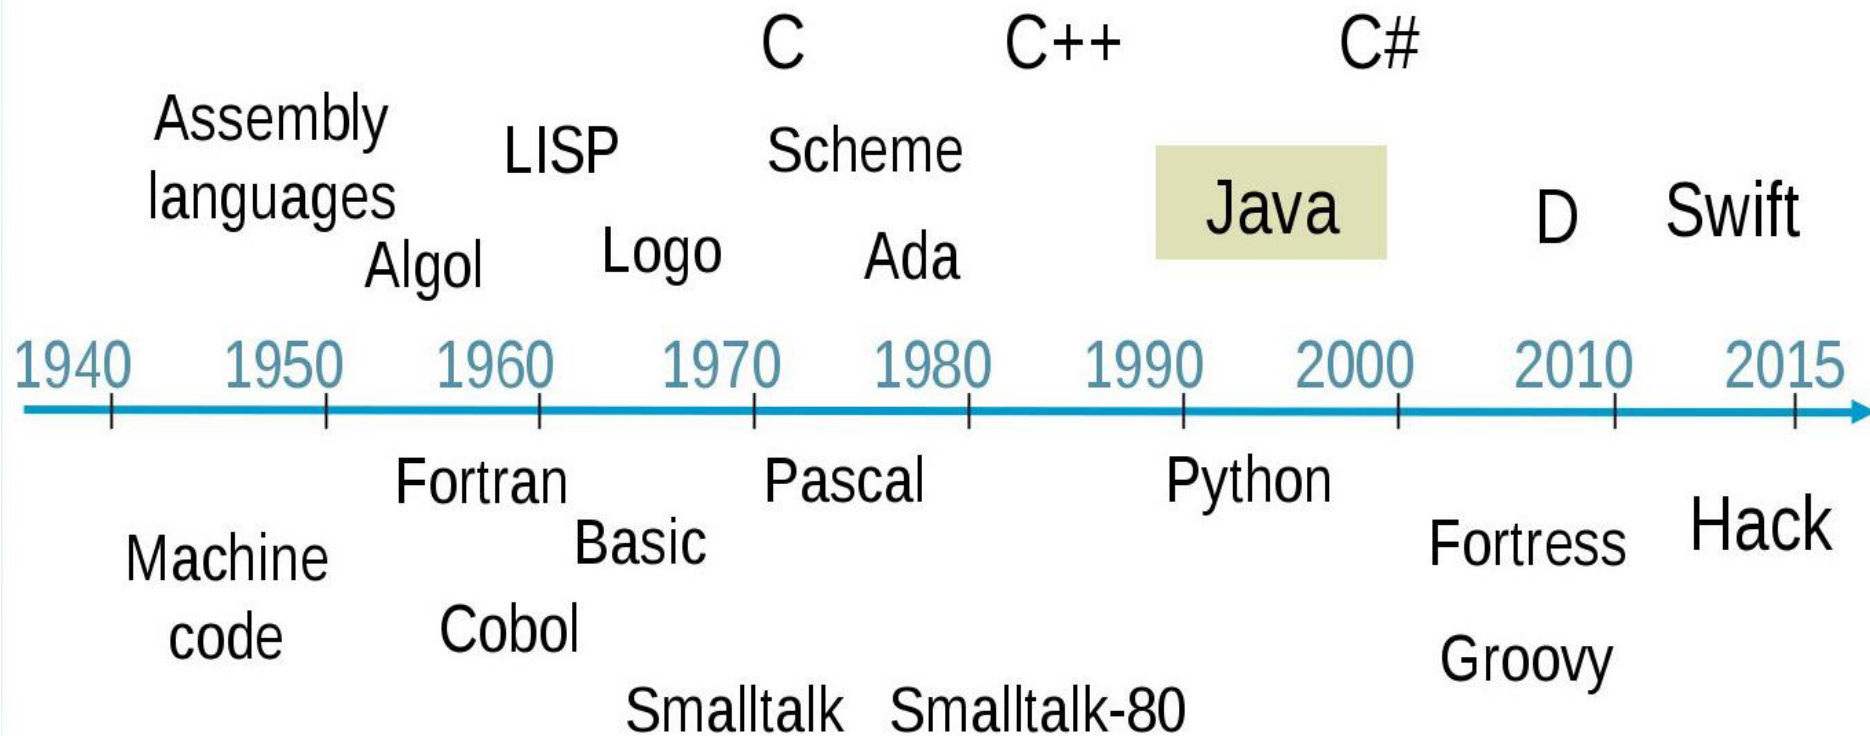 C C++ C#
Assembly
languages
LISP Scheme
Java D Swift
Algol Logo Ada
1940 1950 1960 1970 1980 1990 2000 2010 2015
Fortran Pascal Python
Basic Fortress Hack
Machine
code
Cobol Groovy
Smalltalk Smalltalk-80